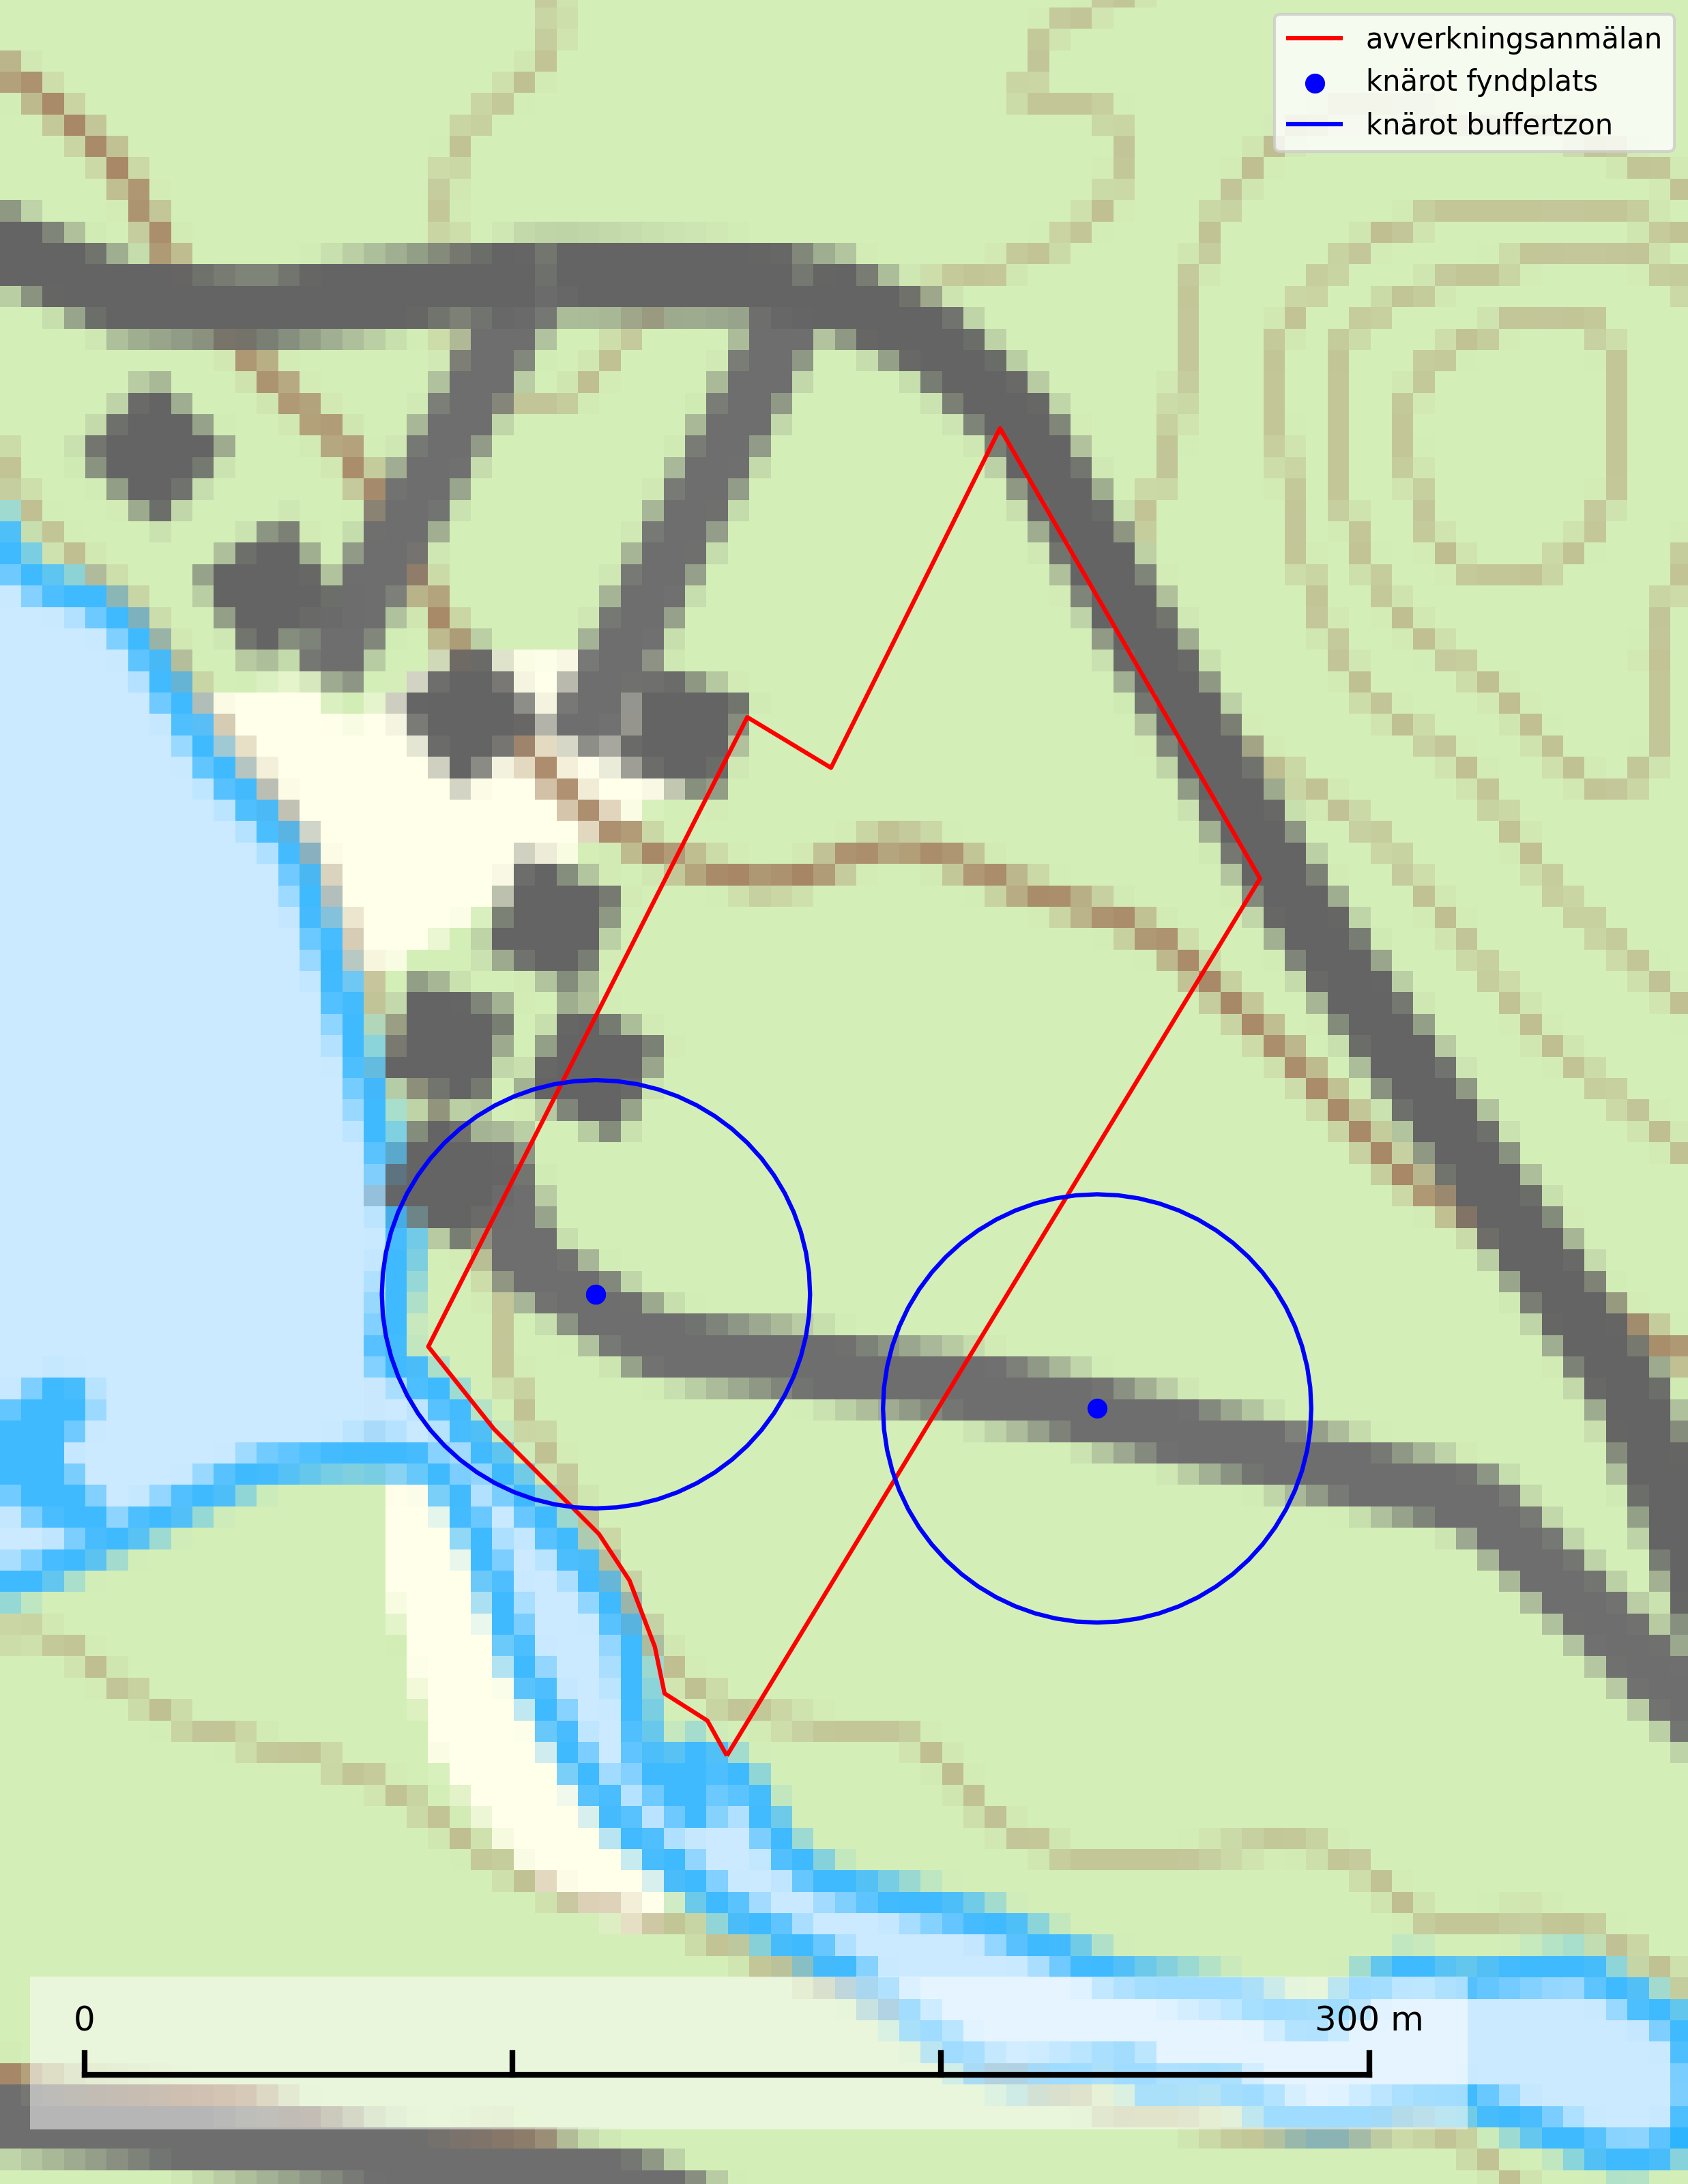 avverkningsanmälan
knärot fyndplats
knärot buffertzon
0
300 m